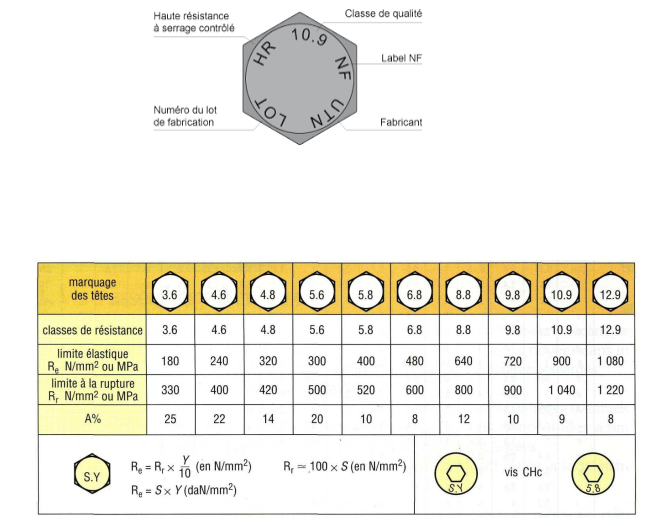 Haute résistance
à serrage contrôlé
Classe de qualité
HR 10.9 NF
Label NF
Numéro du lot
de fabrication
LOT UTN
Fabricant
marquage
des têtes
3.6 4.6 4.8 5.6 5.8 6.8 8.8 9.8 10.9 12.9
classes de résistance 3.6 4.6 4.8 5.6 5.8 6.8 8.8 9.8 10.9 12.9
limite élastique
Re N/mm² ou MPa 180 240 320 300 400 480 640 720 900 1 080
limite à la rupture
Rr N/mm² ou MPa 330 400 420 500 520 600 800 900 1 040 1 220
A% 25 22 14 20 10 8 12 10 9 8
S.Y
Re = Rr × Y/10 (en N/mm²) Rr ≃ 100 × S (en N/mm²)
Re = S × Y (daN/mm²)
S.Y
vis CHc
5.8